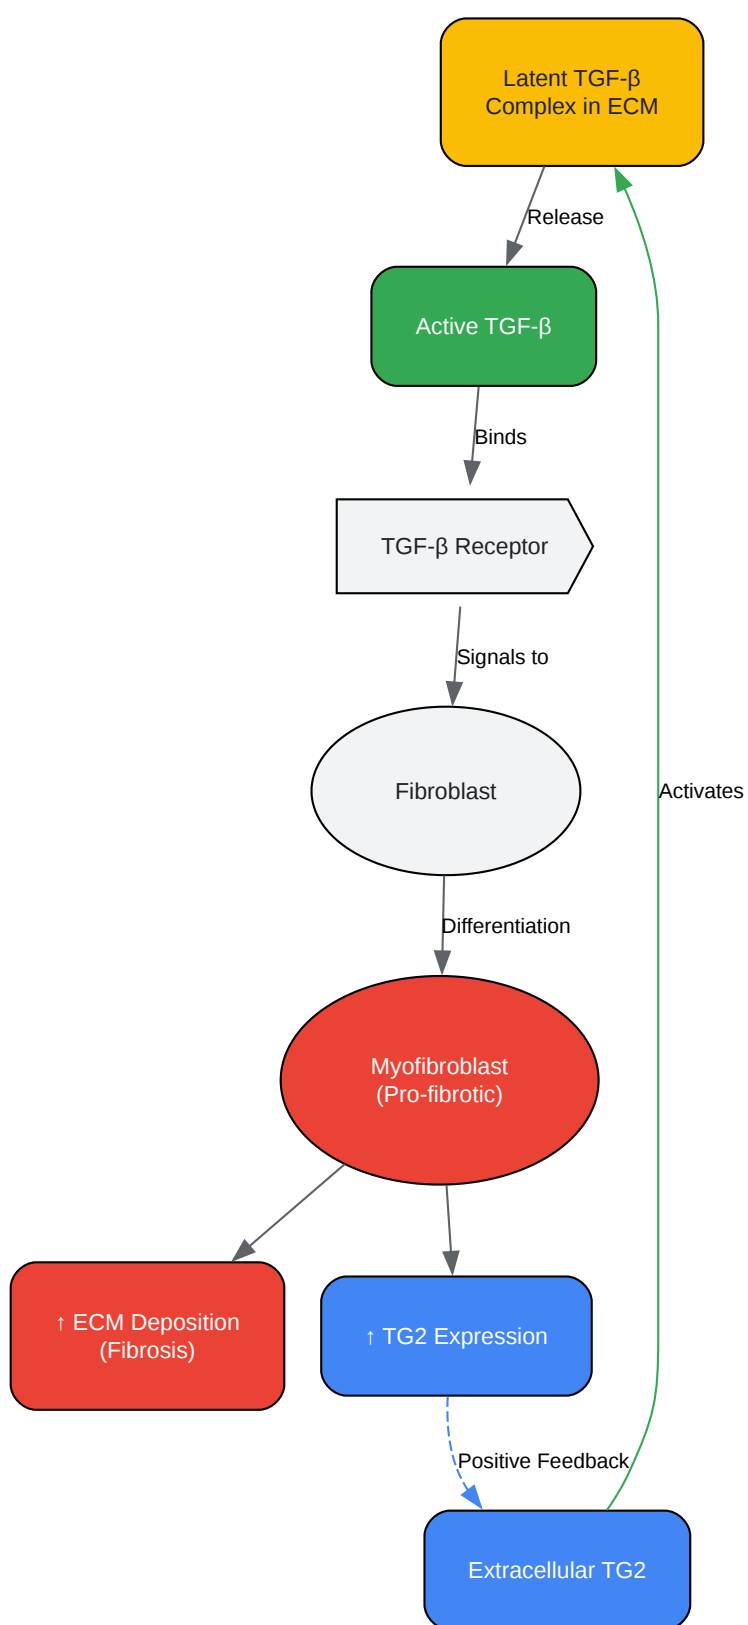 Latent TGF-β
Complex in ECM
Release
Active TGF-β
Binds
TGF-β Receptor
Signals to
Fibroblast
Activates
Differentiation
Myofibroblast
(Pro-fibrotic)
↑ ECM Deposition
(Fibrosis)
↑ TG2 Expression
Positive Feedback
Extracellular TG2